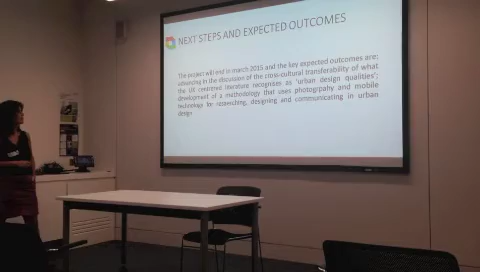 NEXT STEPS AND EXPECTED OUTCOMES
The project will end in march 2015 and the key expected outcomes are:
advancing in the discussion of the cross-cultural transferability of what
the UK centred literature recognises as 'urban design qualities';
development of a methodology that uses photography and mobile
technology for researching, designing and communicating in urban
design